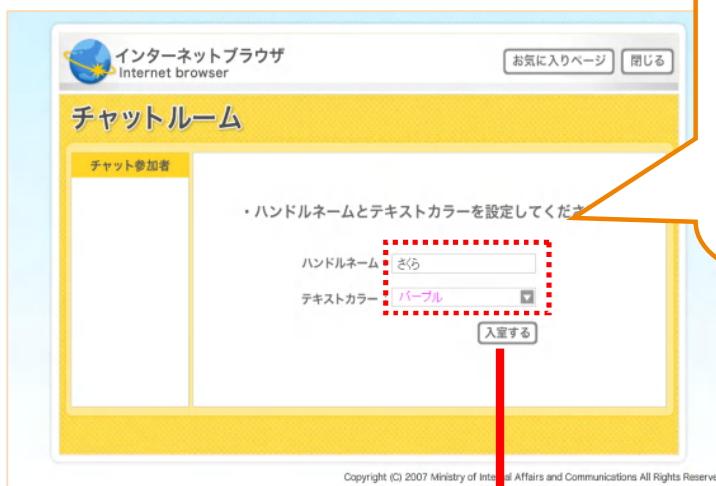 インターネットブラウザ
Internet browser
お気に入りページ
閉じる
チャットルーム
チャット参加者
・ハンドルネームとテキストカラーを設定してくださ
ハンドルネーム
さくら
テキストカラー
パープル
入室する
Copyright (C) 2007 Ministry of Internal Affairs and Communications All Rights Reserve